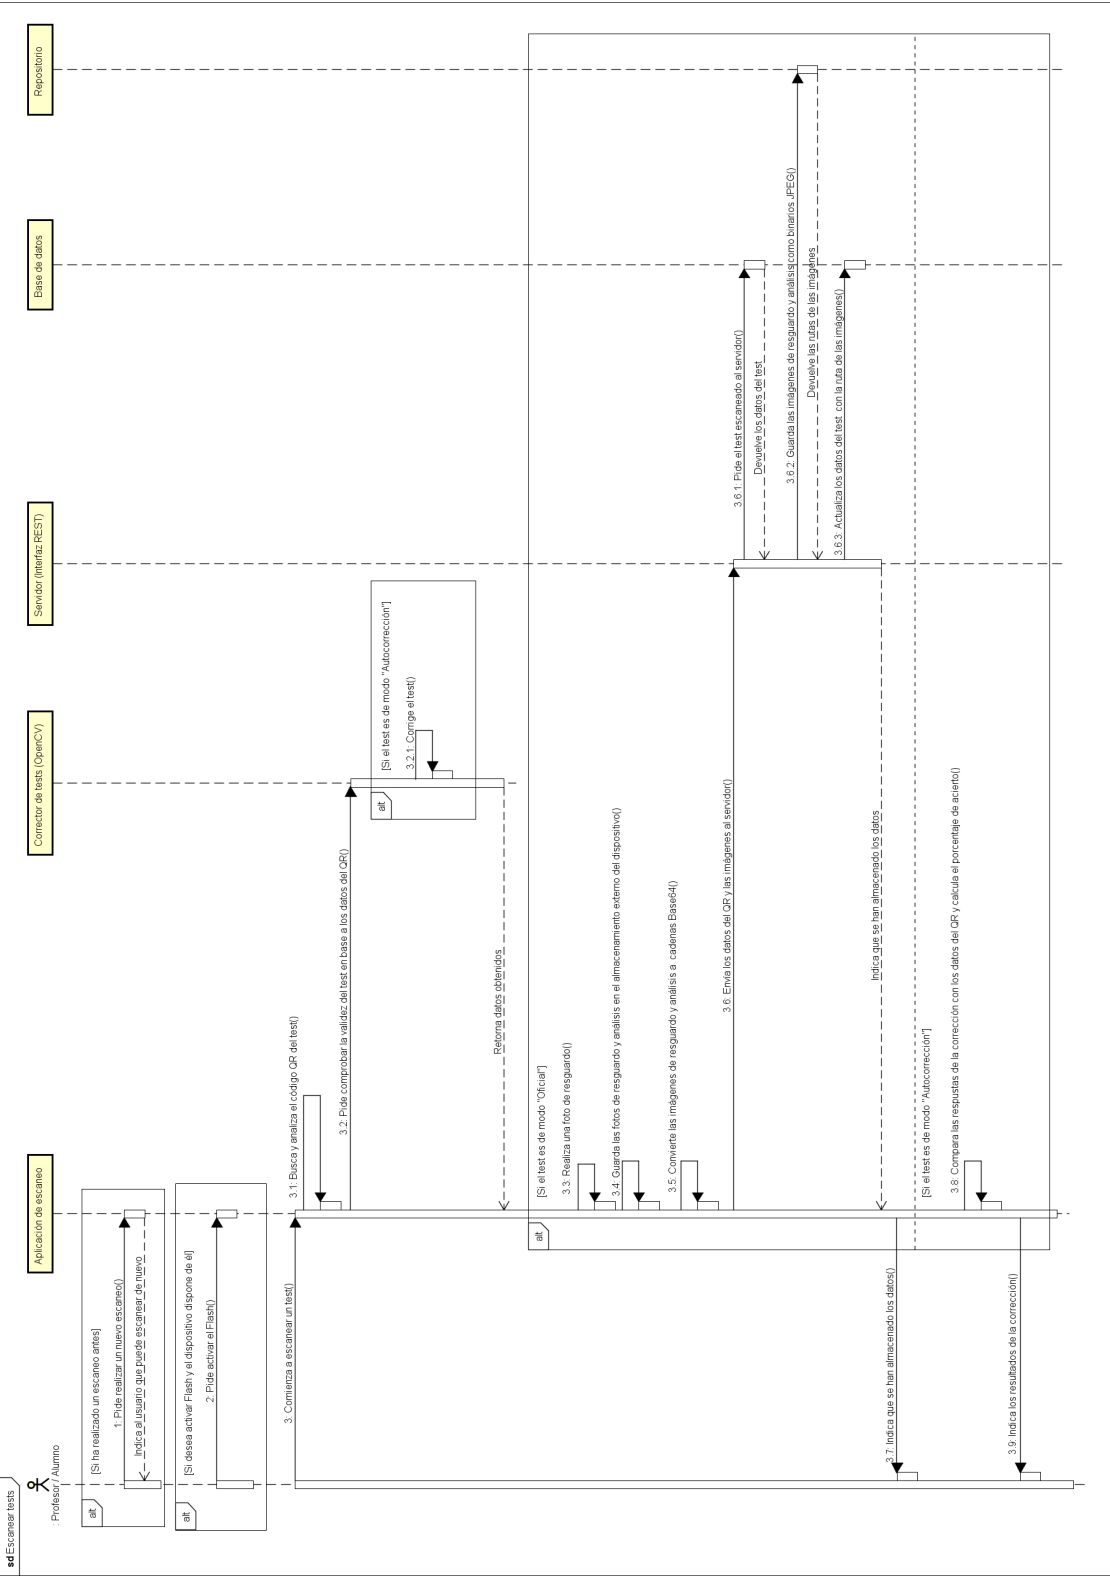 sd Escanear tests
: Profesor / Alumno
Aplicación de escaneo
Corrector de tests (OpenCV)
Servidor (Interfaz REST)
Base de datos
Repositorio
alt
[Si ha realizado un escaneo antes]
1: Pide realizar un nuevo escaneo()
Indica al usuario que puede escanear de nuevo
alt
[Si desea activar Flash y el dispositivo dispone de él]
2: Pide activar el Flash()
3: Comienza a escanear un test()
3.1: Busca y analiza el código QR del test()
3.2: Pide comprobar la validez del test en base a los datos del QR()
alt
[Si el test es de modo "Autocorrección"]
3.2.1: Corrige el test()
Retorna datos obtenidos
alt
[Si el test es de modo "Oficial"]
3.3: Realiza una foto de resguardo()
3.4: Guarda las fotos de resguardo y análisis en el almacenamiento externo del dispositivo()
3.5: Convierte las imágenes de resguardo y análisis a cadenas Base64()
3.6: Envía los datos del QR y las imágenes al servidor()
3.6.1: Pide el test escaneado al servidor()
Devuelve los datos del test
3.6.2: Guarda las imágenes de resguardo y análisis como binarios JPEG()
Devuelve las rutas de las imágenes
3.6.3: Actualiza los datos del test con la ruta de las imágenes()
Indica que se han almacenado los datos
3.7: Indica que se han almacenado los datos()
[Si el test es de modo "Autocorrección"]
3.8: Compara las respustas de la corrección con los datos del QR y calcula el porcentaje de acierto()
3.9: Indica los resultados de la corrección()